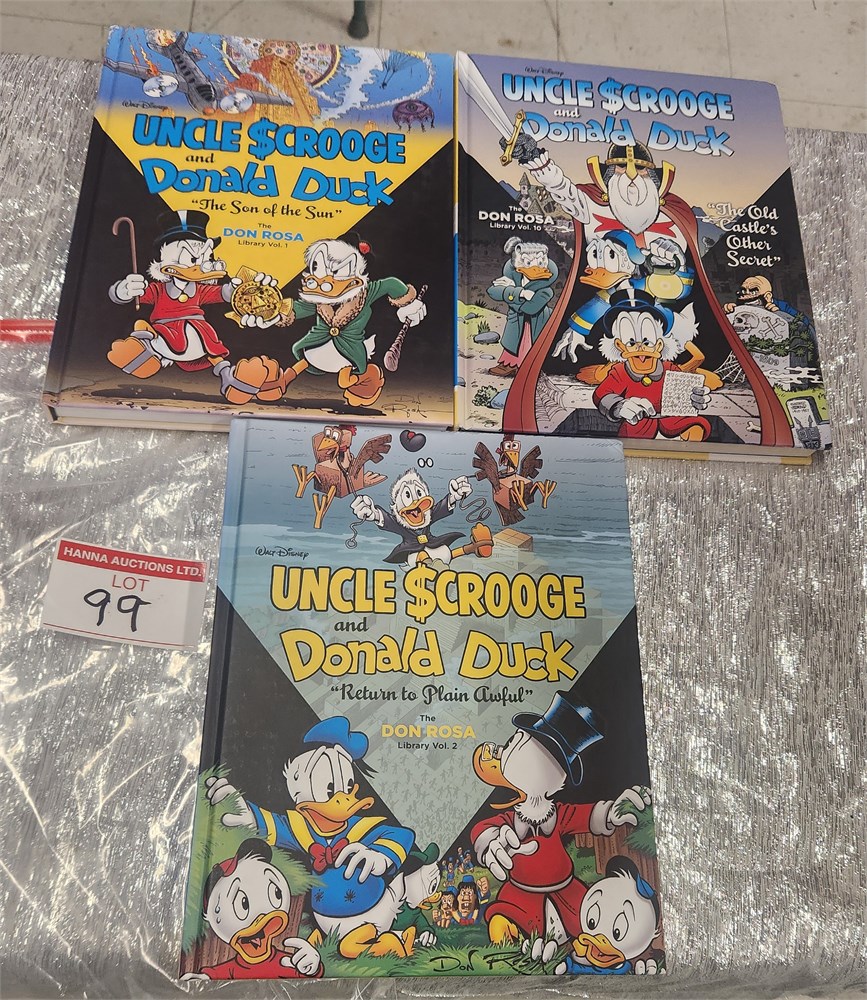 Walt Disney
UNCLE $CROOGE
and
Donald Duck
"The Son of the Sun"
The
DON ROSA
Library Vol. 1
Walt Disney
UNCLE $CROOGE
and
Donald Duck
The
DON ROSA
Library Vol. 10
"The Old
Castle's
Other
Secret"
HANNA AUCTIONS LTD.
LOT
99
Walt Disney
UNCLE $CROOGE
and
Donald Duck
"Return to Plain Awful"
The
DON ROSA
Library Vol. 2
DON ROSA